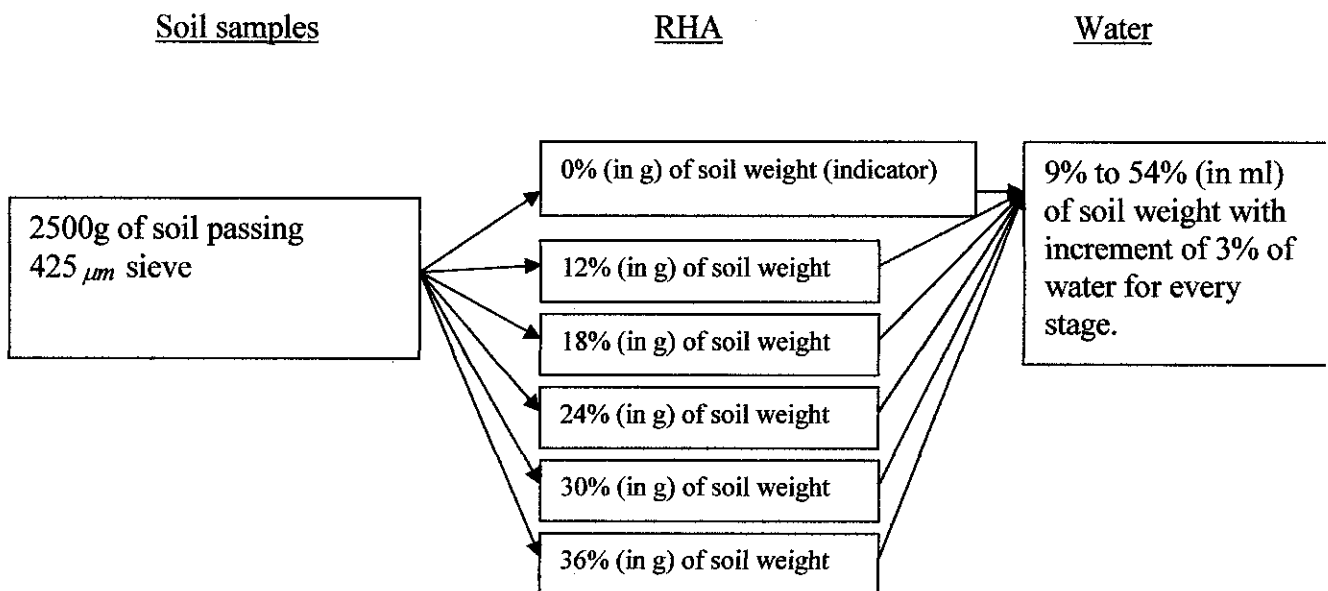 Soil samples
RHA
Water
2500g of soil passing
425 μm sieve
0% (in g) of soil weight (indicator)
12% (in g) of soil weight
18% (in g) of soil weight
24% (in g) of soil weight
30% (in g) of soil weight
36% (in g) of soil weight
9% to 54% (in ml)
of soil weight with
increment of 3% of
water for every
stage.